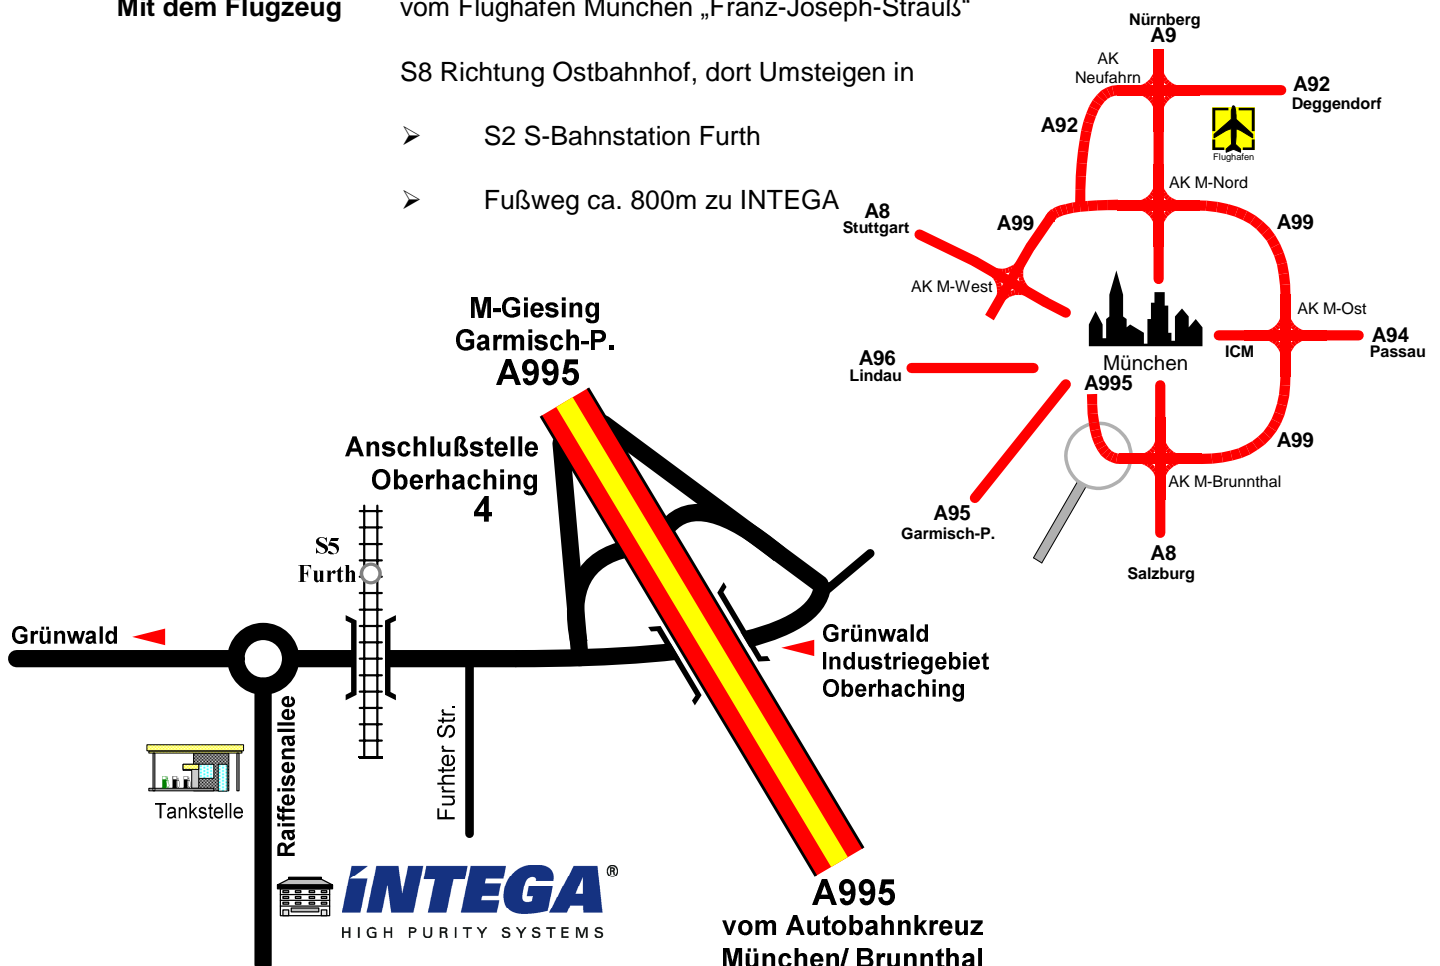 Mit dem Flugzeug vom Flughafen München „Franz-Joseph-Strauß“
S8 Richtung Ostbahnhof, dort Umsteigen in
➢ S2 S-Bahnstation Furth
➢ Fußweg ca. 800m zu INTEGA
Nürnberg
A9
AK
Neufahrn
A92
Deggendorf
A92
Flughafen
AK M-Nord
A8
Stuttgart
A99
A99
AK M-West
AK M-Ost
A94
Passau
ICM
München
A96
Lindau
A995
A99
AK M-Brunnthal
A95
Garmisch-P.
A8
Salzburg
M-Giesing
Garmisch-P.
A995
Anschlußstelle
Oberhaching
4
S5
Furth
Grünwald
Grünwald
Industriegebiet
Oberhaching
Raiffeisenallee
Furhter Str.
Tankstelle
INTEGA®
HIGH PURITY SYSTEMS
A995
vom Autobahnkreuz
München/ Brunnthal